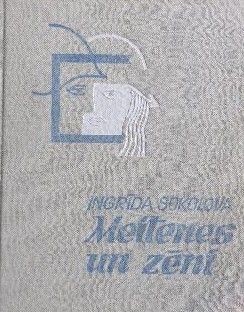 INGRĪDA SOKOLOVA
Meitenes
un zēni